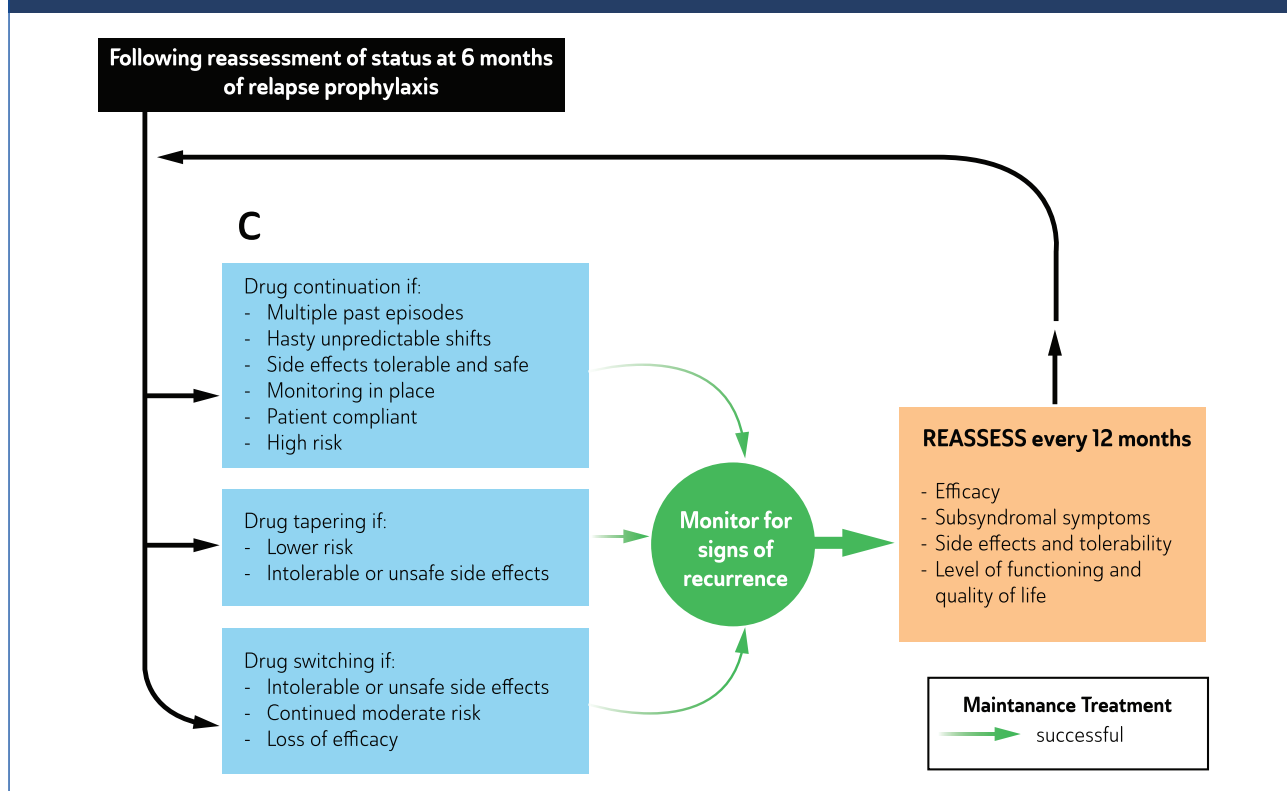 Following reassessment of status at 6 months
of relapse prophylaxis
C
Drug continuation if:
- Multiple past episodes
- Hasty unpredictable shifts
- Side effects tolerable and safe
- Monitoring in place
- Patient compliant
- High risk
Drug tapering if:
- Lower risk
- Intolerable or unsafe side effects
Drug switching if:
- Intolerable or unsafe side effects
- Continued moderate risk
- Loss of efficacy
Monitor for
signs of
recurrence
REASSESS every 12 months
- Efficacy
- Subsyndromal symptoms
- Side effects and tolerability
- Level of functioning and
quality of life
Maintanance Treatment
successful